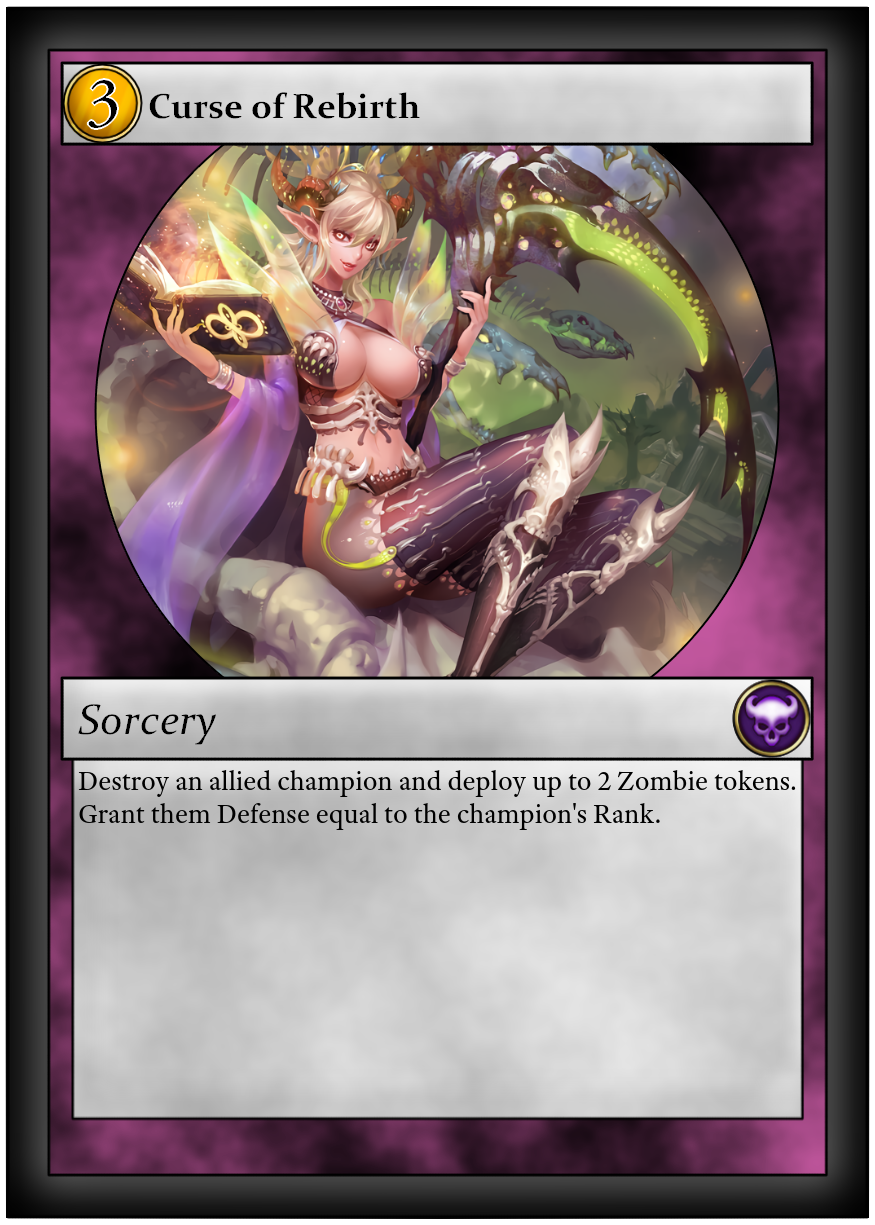 3
Curse of Rebirth
Sorcery
Destroy an allied champion and deploy up to 2 Zombie tokens.
Grant them Defense equal to the champion's Rank.